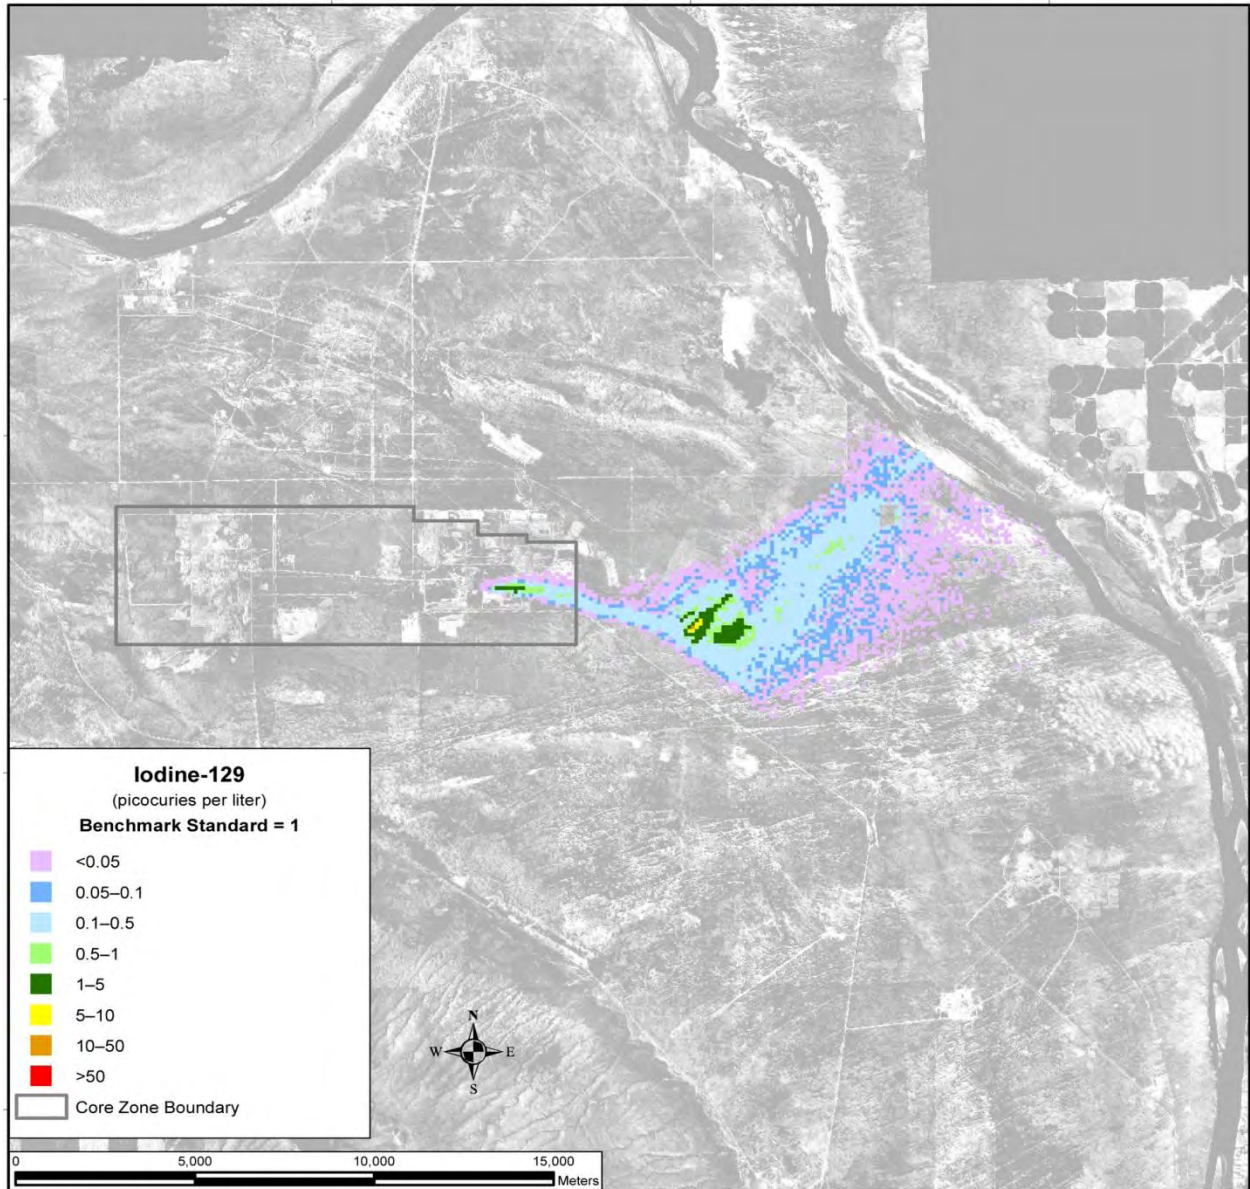 Iodine-129
(picocuries per liter)
Benchmark Standard = 1
<0.05
0.05–0.1
0.1–0.5
0.5–1
1–5
5–10
10–50
>50
Core Zone Boundary
N
W E
S
0 5,000 10,000 15,000
Meters